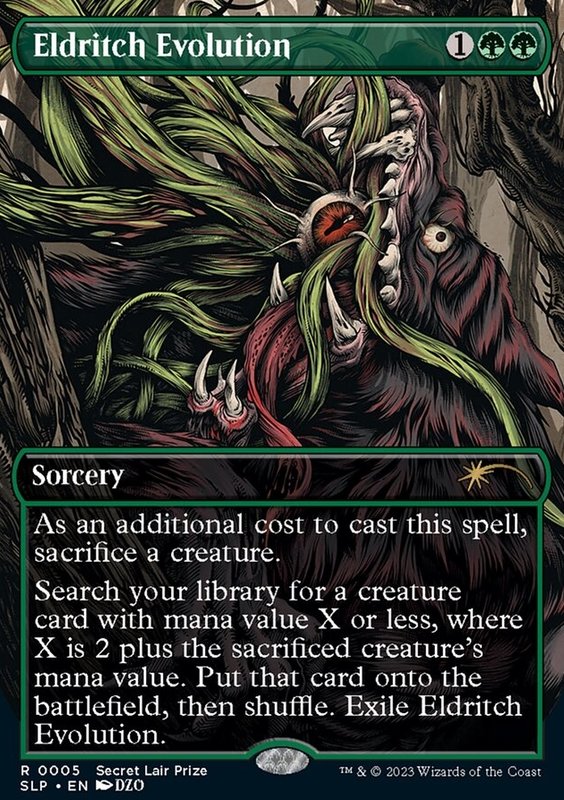 Eldritch Evolution 1
Sorcery
As an additional cost to cast this spell,
sacrifice a creature.
Search your library for a creature
card with mana value X or less, where
X is 2 plus the sacrificed creature's
mana value. Put that card onto the
battlefield, then shuffle. Exile Eldritch
Evolution.
R 0005 Secret Lair Prize
SLP • EN DZO
™ & © 2023 Wizards of the Coast